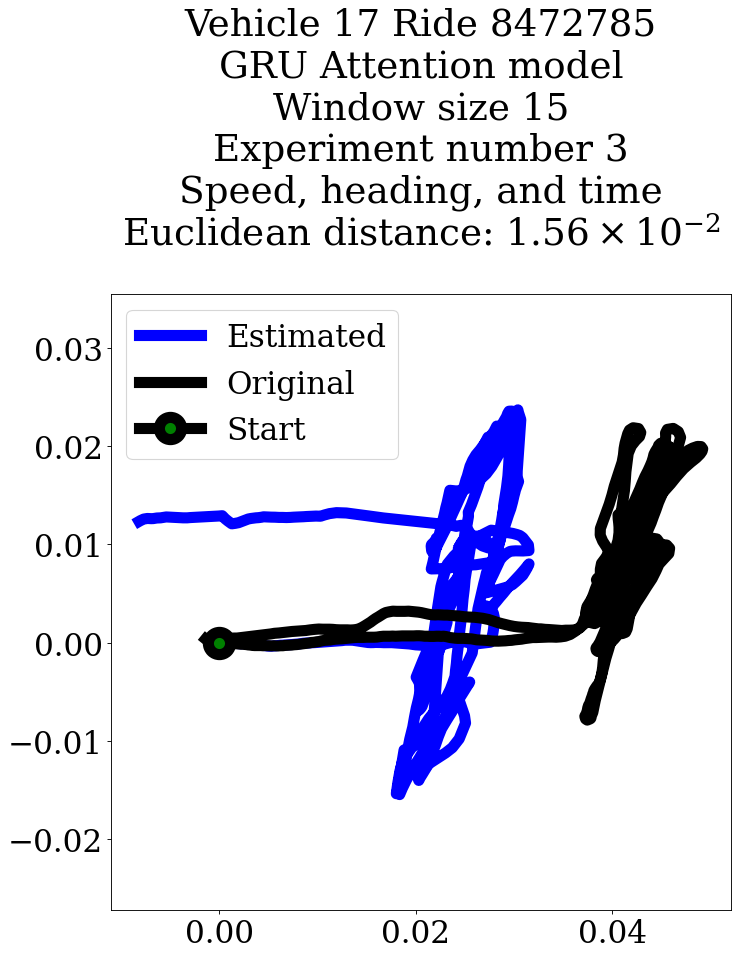 Vehicle 17 Ride 8472785
GRU Attention model
Window size 15
Experiment number 3
Speed, heading, and time
Euclidean distance: 1.56 × 10⁻²
Estimated
Original
Start
0.03
0.02
0.01
0.00
−0.01
−0.02
0.00 0.02 0.04